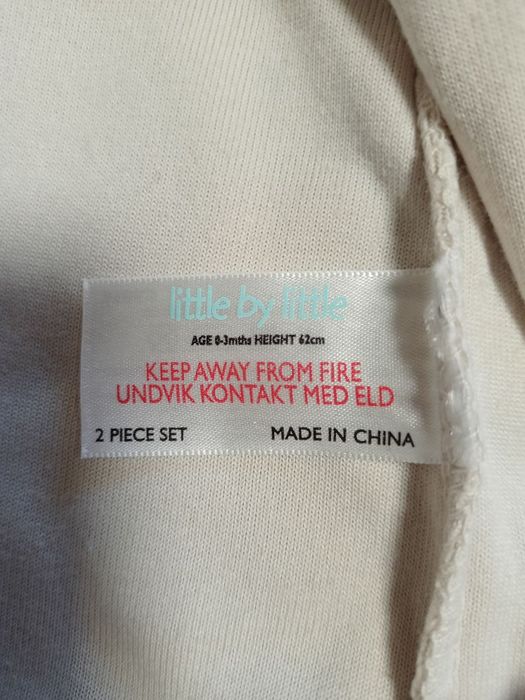 little by little
AGE 0-3mths HEIGHT 62cm
KEEP AWAY FROM FIRE
UNDVIK KONTAKT MED ELD
2 PIECE SET MADE IN CHINA